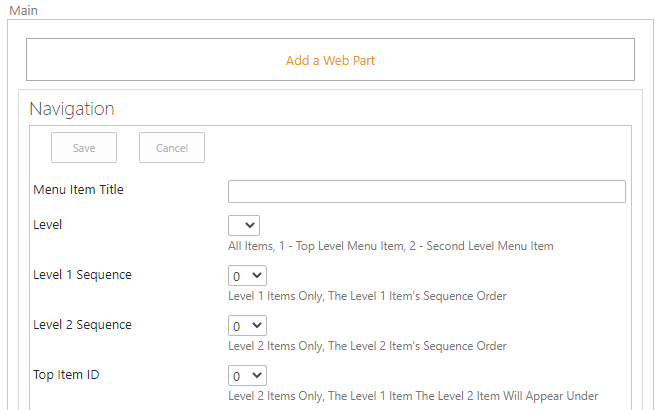 Main
Add a Web Part
Navigation
Save Cancel
Menu Item Title
Level
All Items, 1 - Top Level Menu Item, 2 - Second Level Menu Item
Level 1 Sequence 0
Level 1 Items Only, The Level 1 Item's Sequence Order
Level 2 Sequence 0
Level 2 Items Only, The Level 2 Item's Sequence Order
Top Item ID 0
Level 2 Items Only, The Level 1 Item The Level 2 Item Will Appear Under